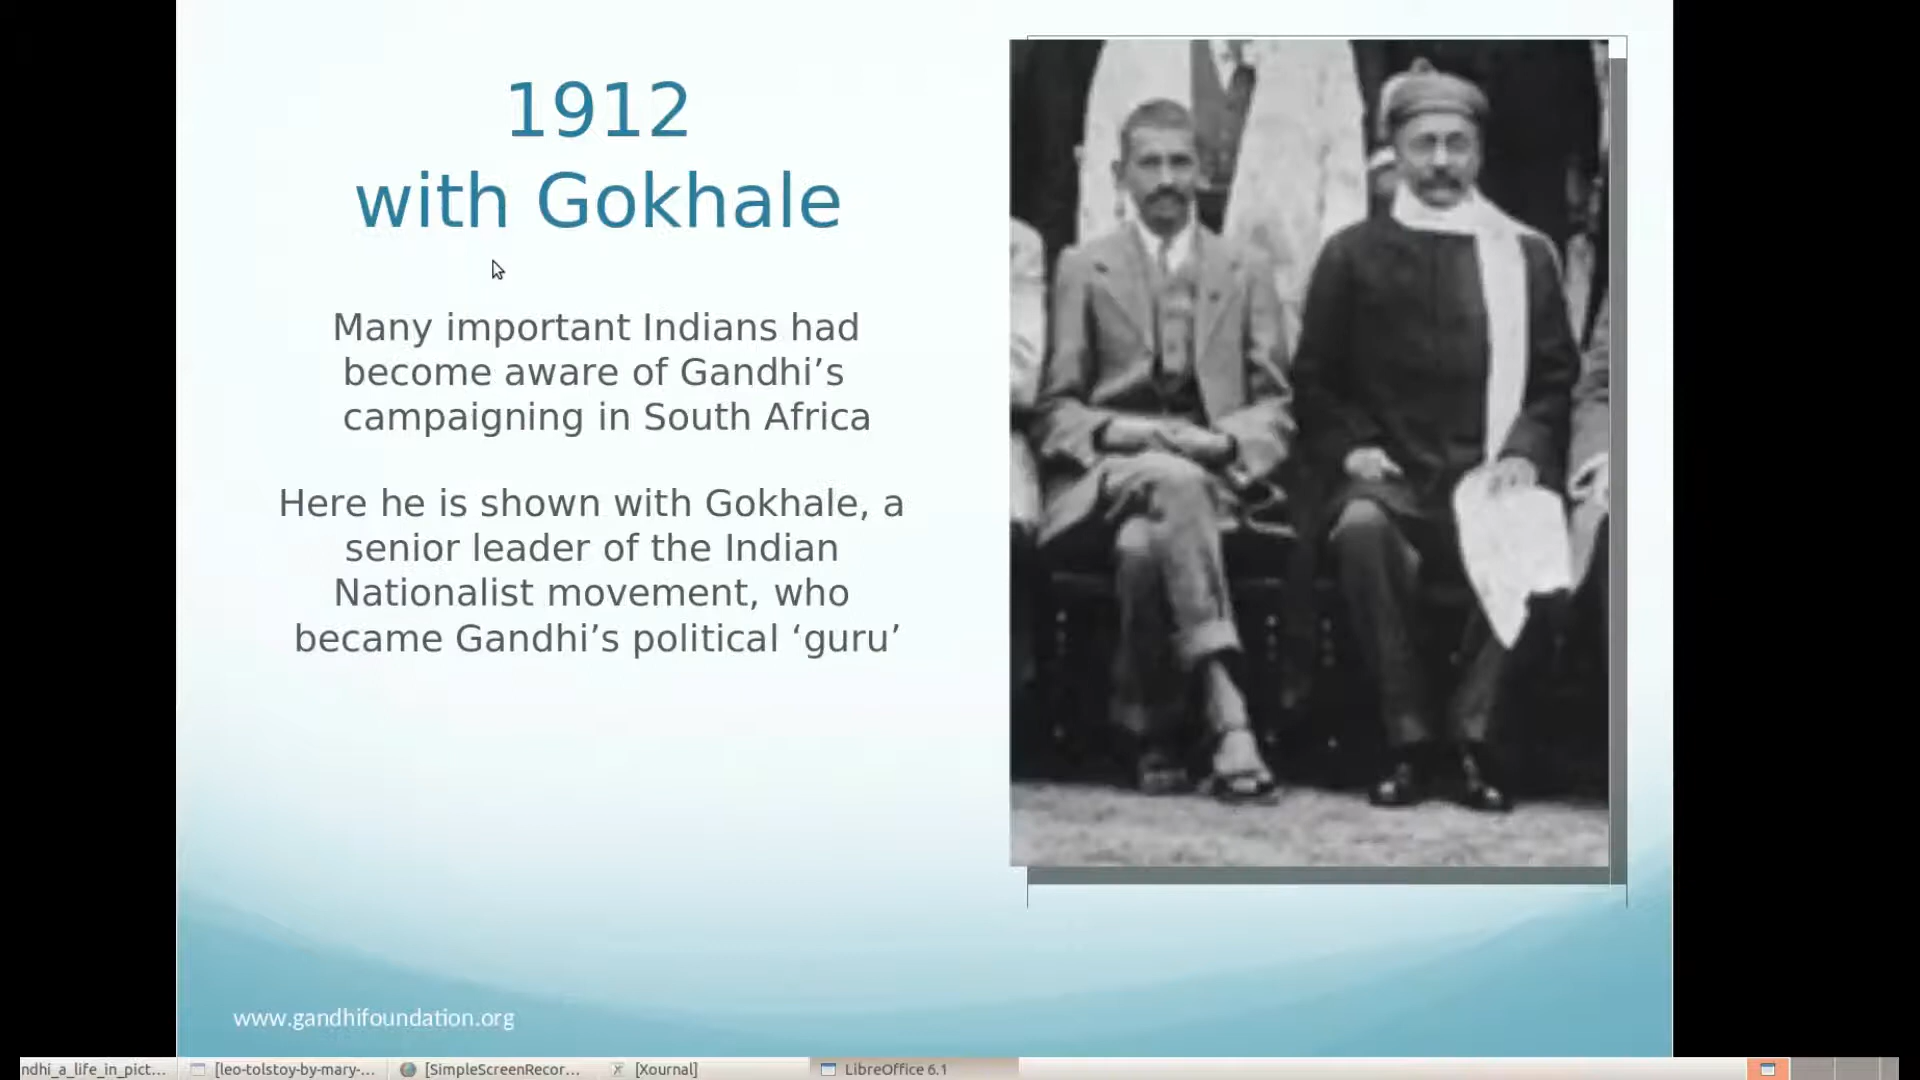 1912
with Gokhale
Many important Indians had
become aware of Gandhi’s
campaigning in South Africa
Here he is shown with Gokhale, a
senior leader of the Indian
Nationalist movement, who
became Gandhi’s political ‘guru’
www.gandhifoundation.org
ndhi_a_life_in_pict... [leo-tolstoy-by-mary-... [SimpleScreenRecor... [Xournal] LibreOffice 6.1